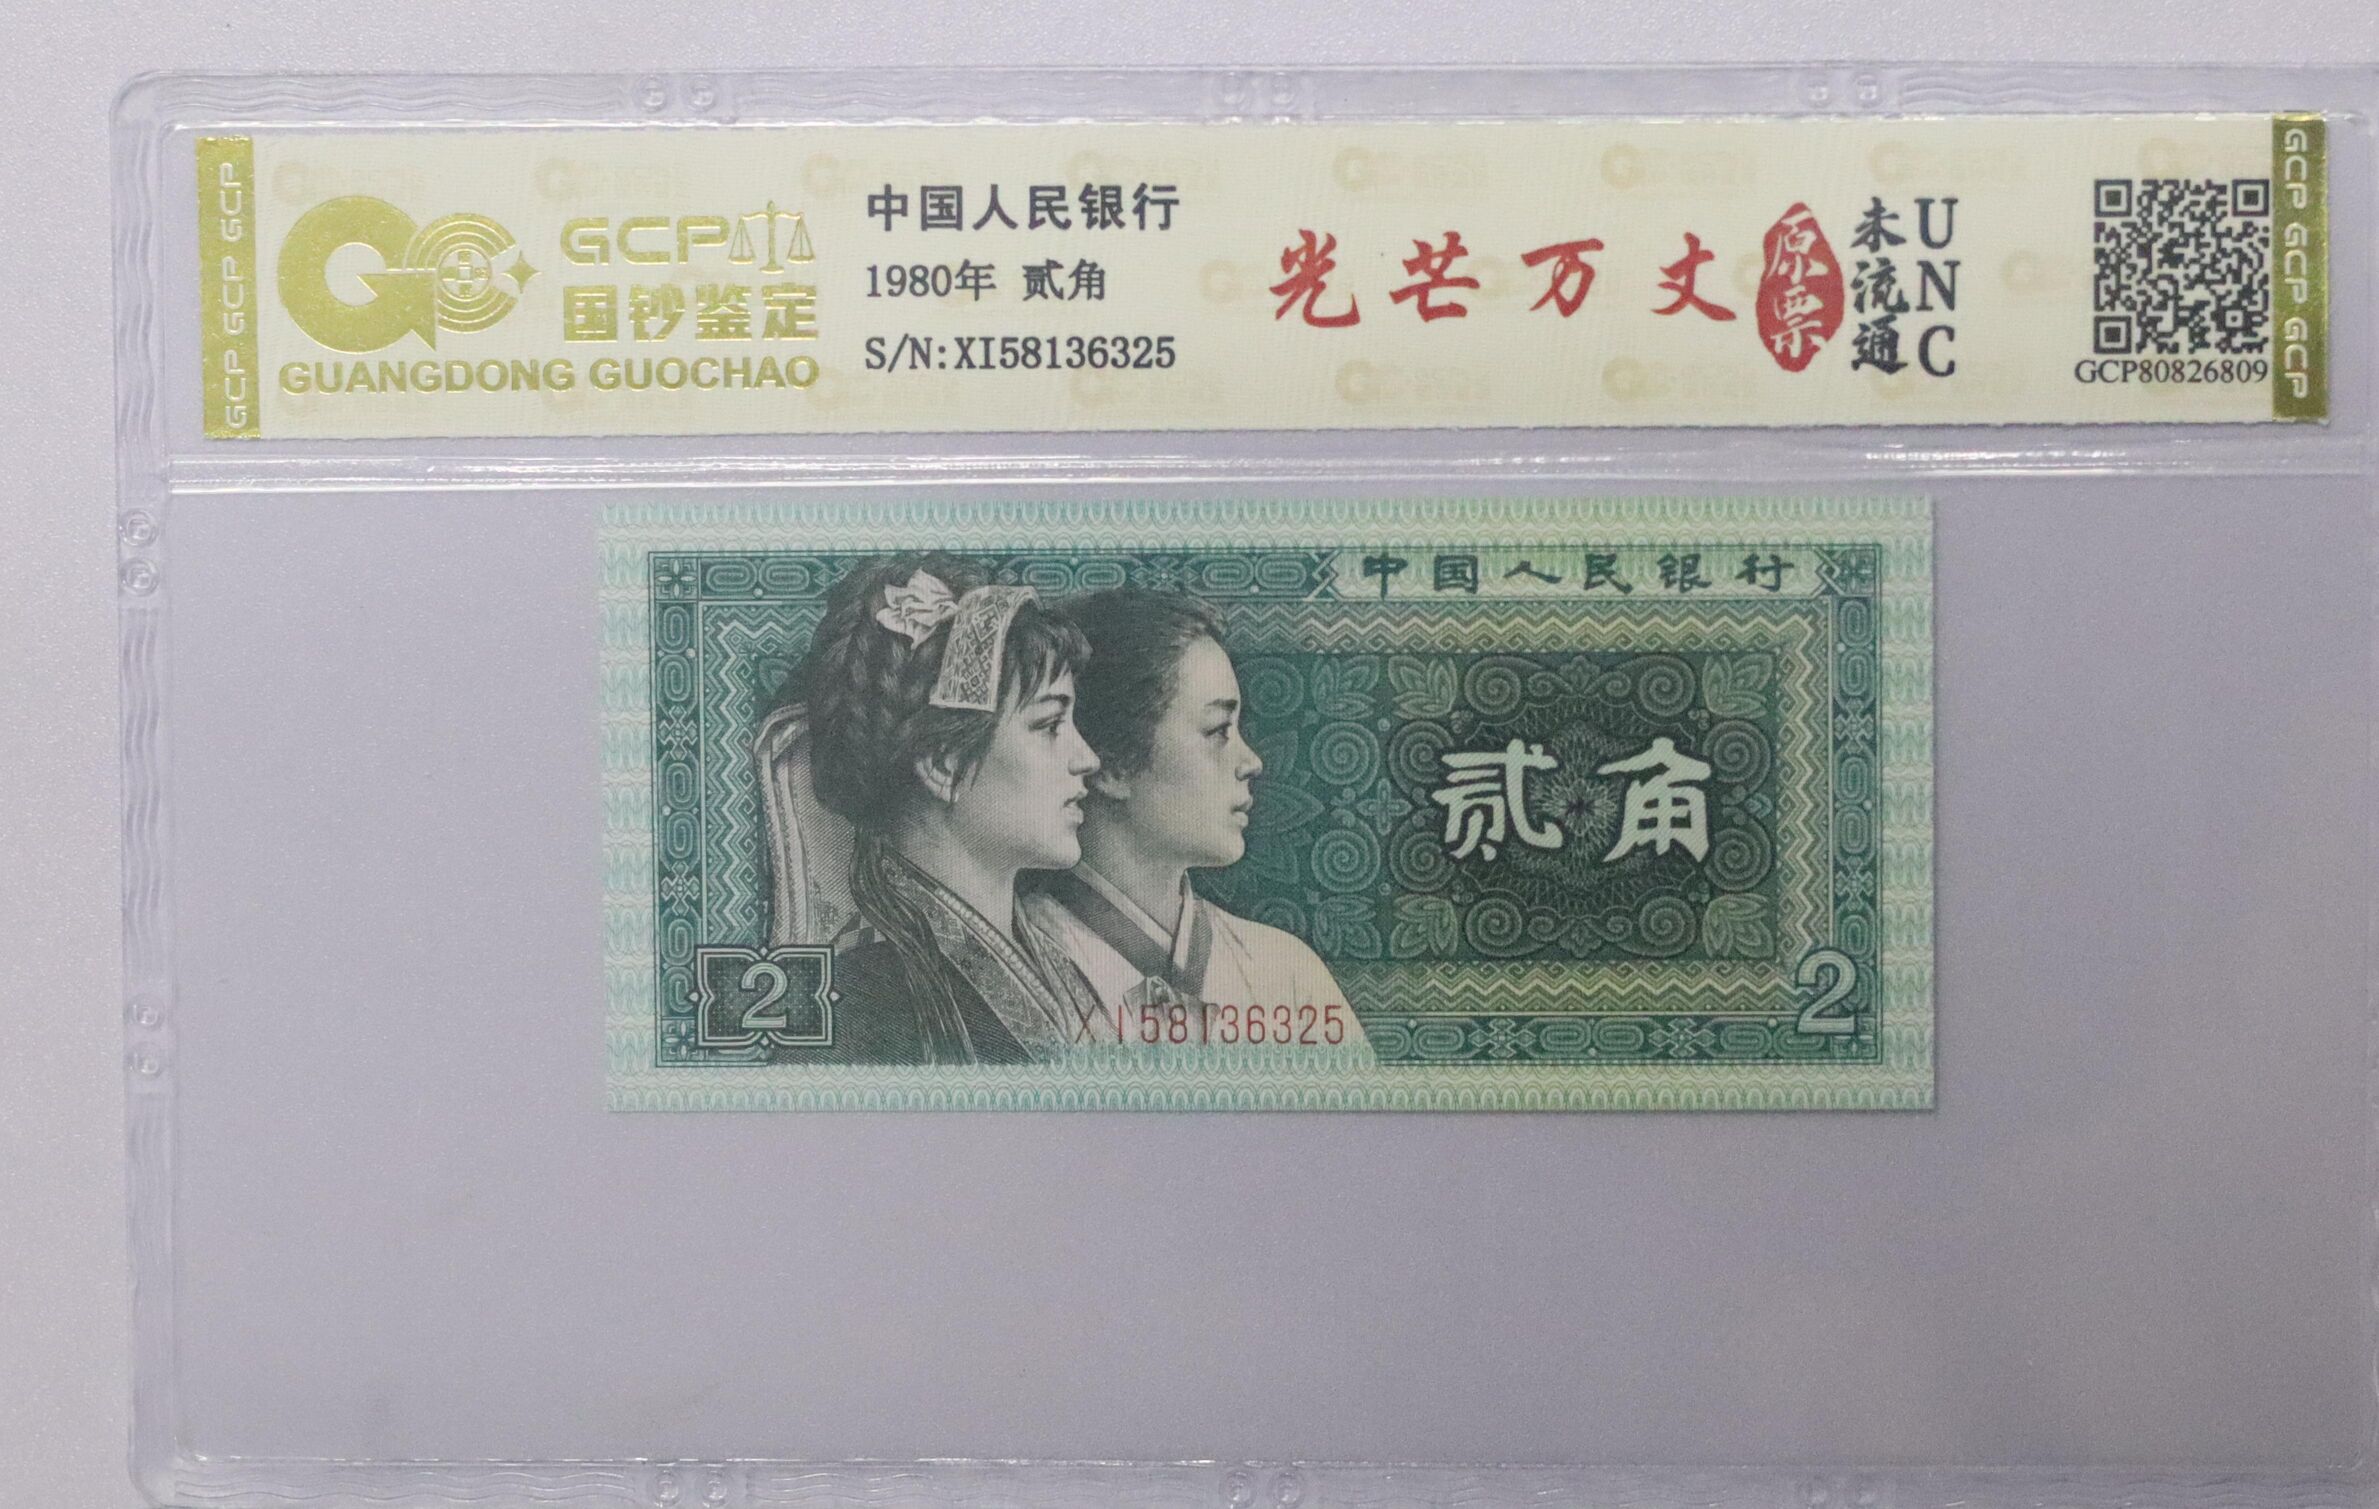 GCP GCP GCP
GCP
国钞鉴定
GUANGDONG GUOCHAO
中国人民银行
1980年 贰角
S/N:XI58136325
光芒万丈
原票
未流通
UNC
GCP80826809
GCP GCP GCP
中国人民银行
贰角
2
2
XI58136325